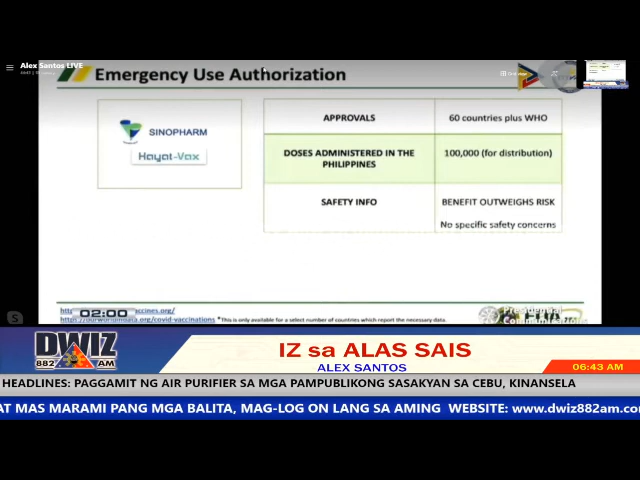 Alex Santos LIVE
Emergency Use Authorization
SINOPHARM
Hayat-Vax
APPROVALS
60 countries plus WHO
DOSES ADMINISTERED IN THE PHILIPPINES
100,000 (for distribution)
SAFETY INFO
BENEFIT OUTWEIGHS RISK
No specific safety concerns
02:00
*This is only available for a select number of countries which report the necessary data.
Presidential
Communications
DWIZ
882 AM
IZ sa ALAS SAIS
ALEX SANTOS
06:43 AM
HEADLINES: PAGGAMIT NG AIR PURIFIER SA MGA PAMPUBLIKONG SASAKYAN SA CEBU, KINANSELA
AT MAS MARAMI PANG MGA BALITA, MAG-LOG ON LANG SA AMING WEBSITE: www.dwiz882am.co